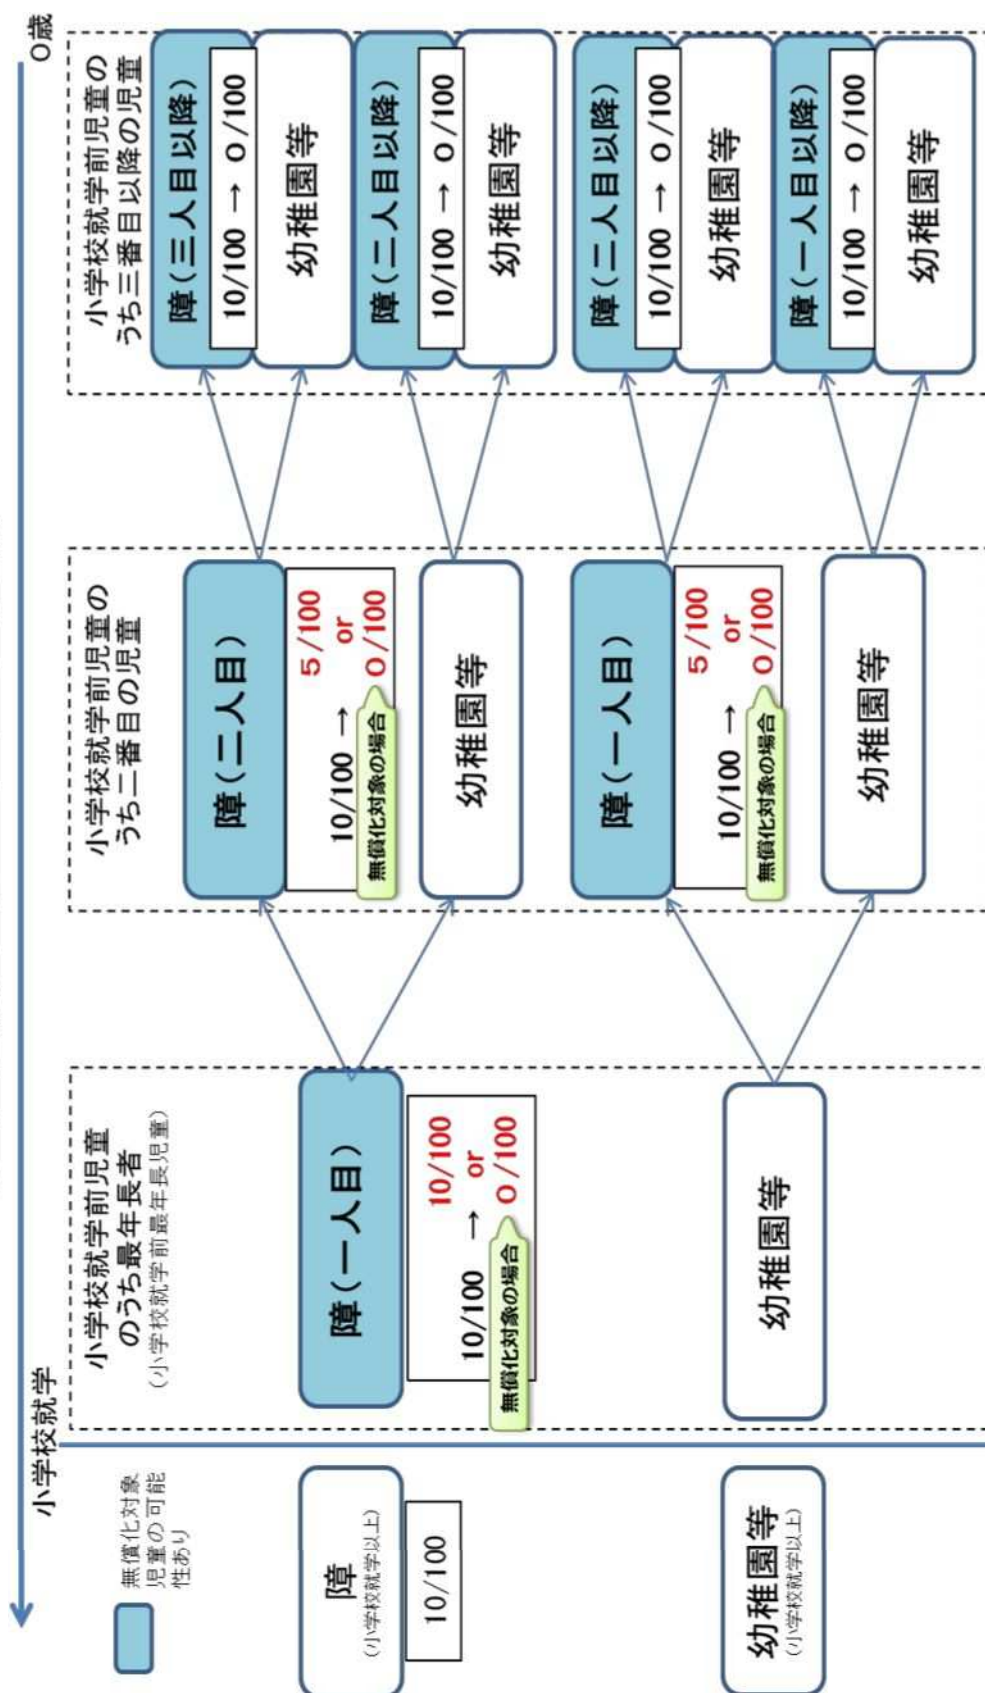 小学校就学
0歳
無償化対象
児童の可能
性あり
障
(小学校就学以上)
10/100
幼稚園等
(小学校就学以上)
小学校就学前児童
のうち最年長者
(小学校就学前最年長児童)
障(一人目)
10/100 →
10/100
or
0/100
無償化対象の場合
幼稚園等
小学校就学前児童の
うち二番目の児童
障(二人目)
10/100 →
5/100
or
0/100
無償化対象の場合
幼稚園等
障(一人目)
10/100 →
5/100
or
0/100
無償化対象の場合
幼稚園等
小学校就学前児童の
うち三番目以降の児童
障(三人目以降)
10/100 → 0/100
幼稚園等
障(二人目以降)
10/100 → 0/100
幼稚園等
障(二人目以降)
10/100 → 0/100
幼稚園等
障(一人目以降)
10/100 → 0/100
幼稚園等